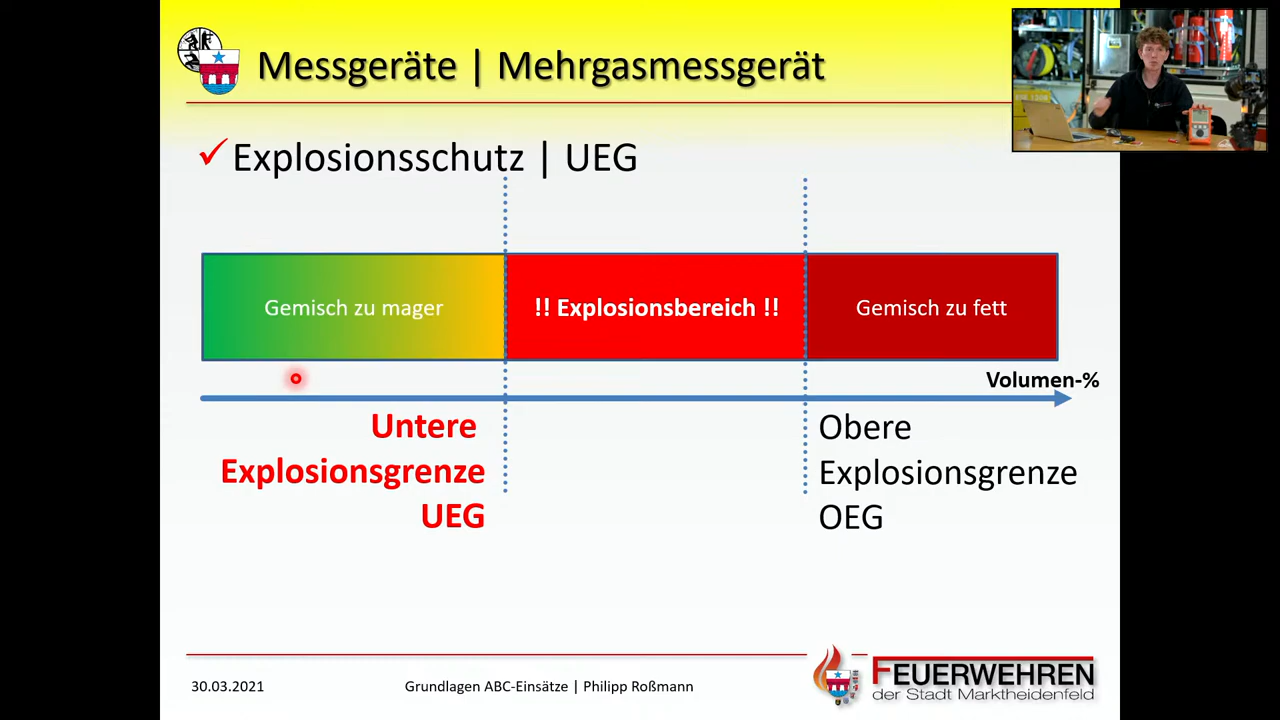 Messgeräte | Mehrgasmessgerät
✓ Explosionsschutz | UEG
Gemisch zu mager
!! Explosionsbereich !!
Gemisch zu fett
Volumen-%
Untere
Explosionsgrenze
UEG
Obere
Explosionsgrenze
OEG
30.03.2021
Grundlagen ABC-Einsätze | Philipp Roßmann
FEUERWEHREN
der Stadt Marktheidenfeld